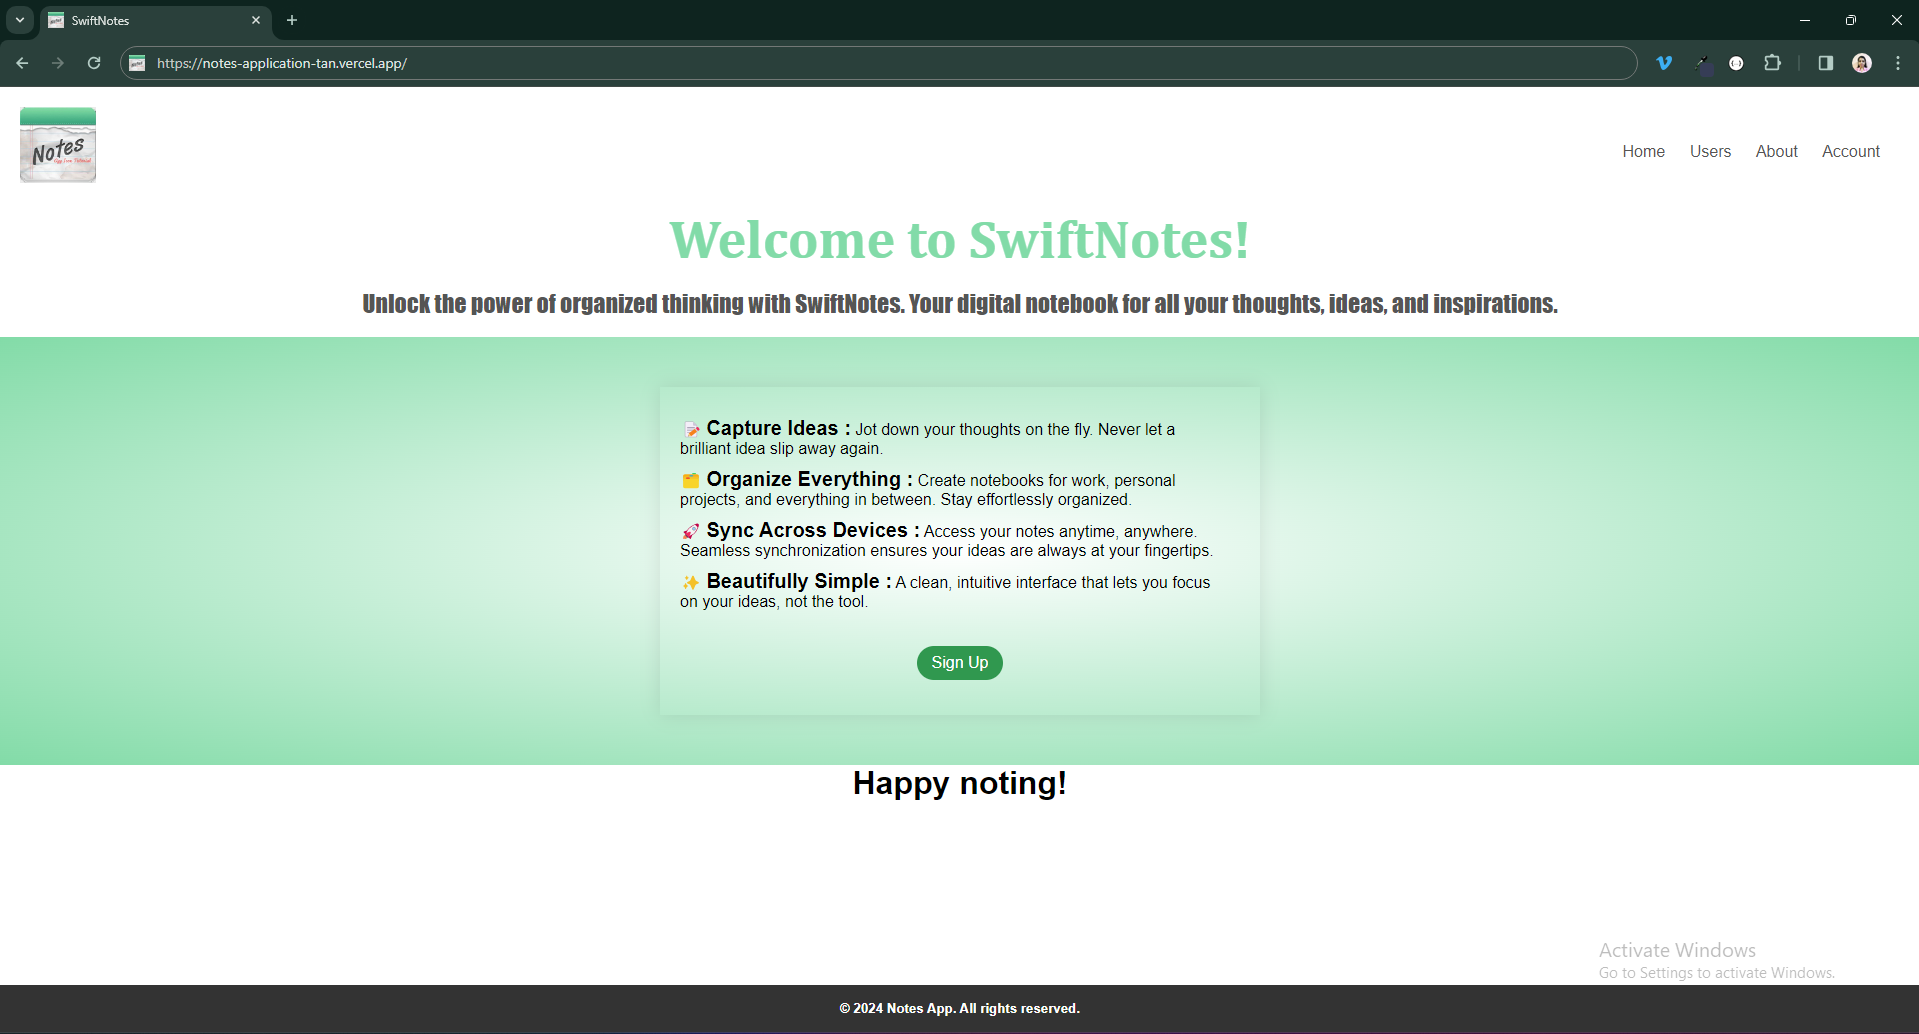 SwiftNotes
https://notes-application-tan.vercel.app/
Notes
Home Users About Account
Welcome to SwiftNotes!
Unlock the power of organized thinking with SwiftNotes. Your digital notebook for all your thoughts, ideas, and inspirations.
📝 Capture Ideas : Jot down your thoughts on the fly. Never let a
brilliant idea slip away again.
🗂️ Organize Everything : Create notebooks for work, personal
projects, and everything in between. Stay effortlessly organized.
🚀 Sync Across Devices : Access your notes anytime, anywhere.
Seamless synchronization ensures your ideas are always at your fingertips.
✨ Beautifully Simple : A clean, intuitive interface that lets you focus
on your ideas, not the tool.
Sign Up
Happy noting!
Activate Windows
Go to Settings to activate Windows.
© 2024 Notes App. All rights reserved.